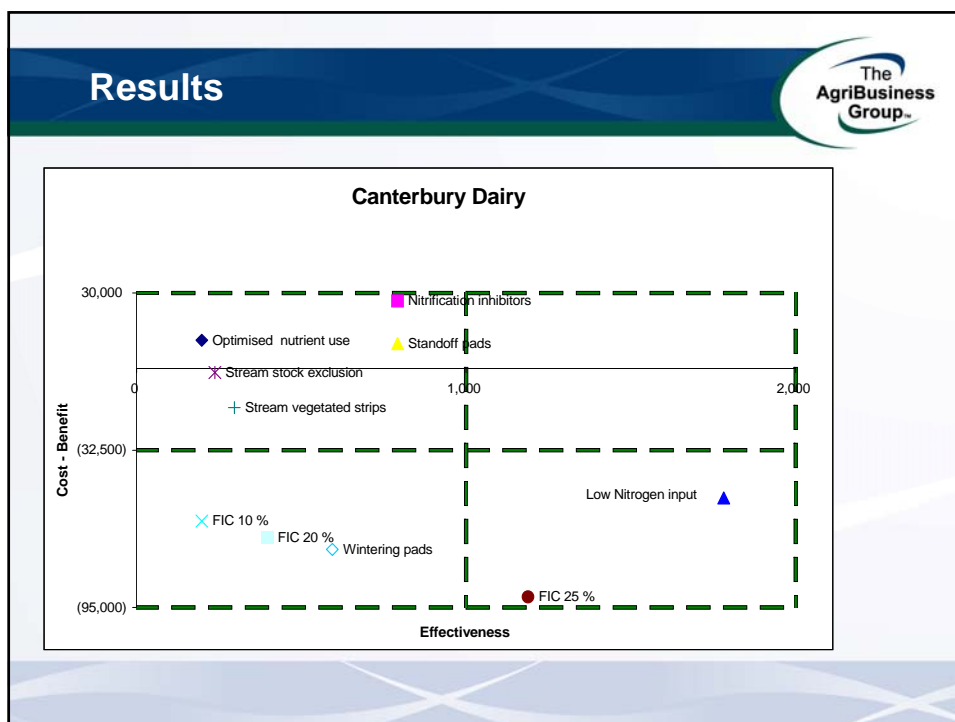 Results
The
AgriBusiness
Group™
Canterbury Dairy
30,000
Nitrification inhibitors
Optimised nutrient use
Standoff pads
Stream stock exclusion
0
1,000
2,000
Stream vegetated strips
Cost - Benefit
(32,500)
Low Nitrogen input
FIC 10 %
FIC 20 %
Wintering pads
FIC 25 %
(95,000)
Effectiveness